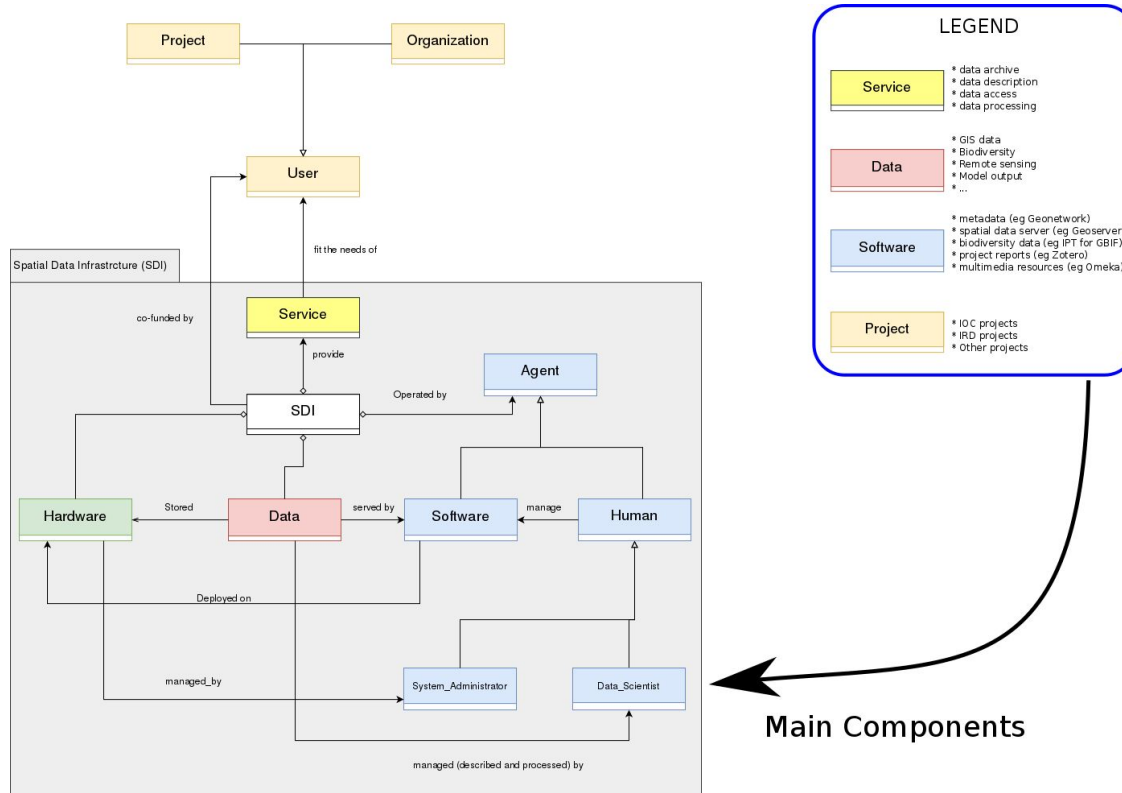 Project
Organization
User
fit the needs of
Spatial Data Infrastrcture (SDI)
co-funded by
Service
provide
Agent
Operated by
SDI
Hardware
Stored
Data
served by
Software
manage
Human
Deployed on
managed_by
System_Administrator
Data_Scientist
managed (described and processed) by
LEGEND
Service
* data archive
* data description
* data access
* data processing
Data
* GIS data
* Biodiversity
* Remote sensing
* Model output
* ...
Software
* metadata (eg Geonetwork)
* spatial data server (eg Geoserver)
* biodiversity data (eg IPT for GBIF)
* project reports (eg Zotero)
* multimedia resources (eg Omeka)
Project
* IOC projects
* IRD projects
* Other projects
Main Components